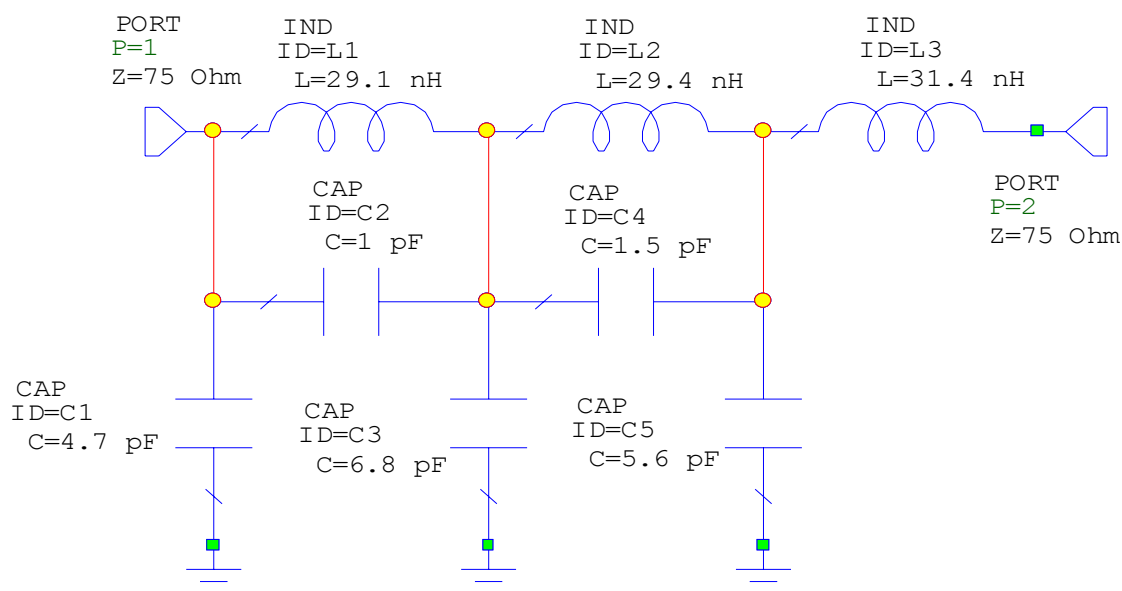 PORT
P=1
Z=75 Ohm
IND
ID=L1
L=29.1 nH
IND
ID=L2
L=29.4 nH
IND
ID=L3
L=31.4 nH
CAP
ID=C2
C=1 pF
CAP
ID=C4
C=1.5 pF
PORT
P=2
Z=75 Ohm
CAP
ID=C1
C=4.7 pF
CAP
ID=C3
C=6.8 pF
CAP
ID=C5
C=5.6 pF